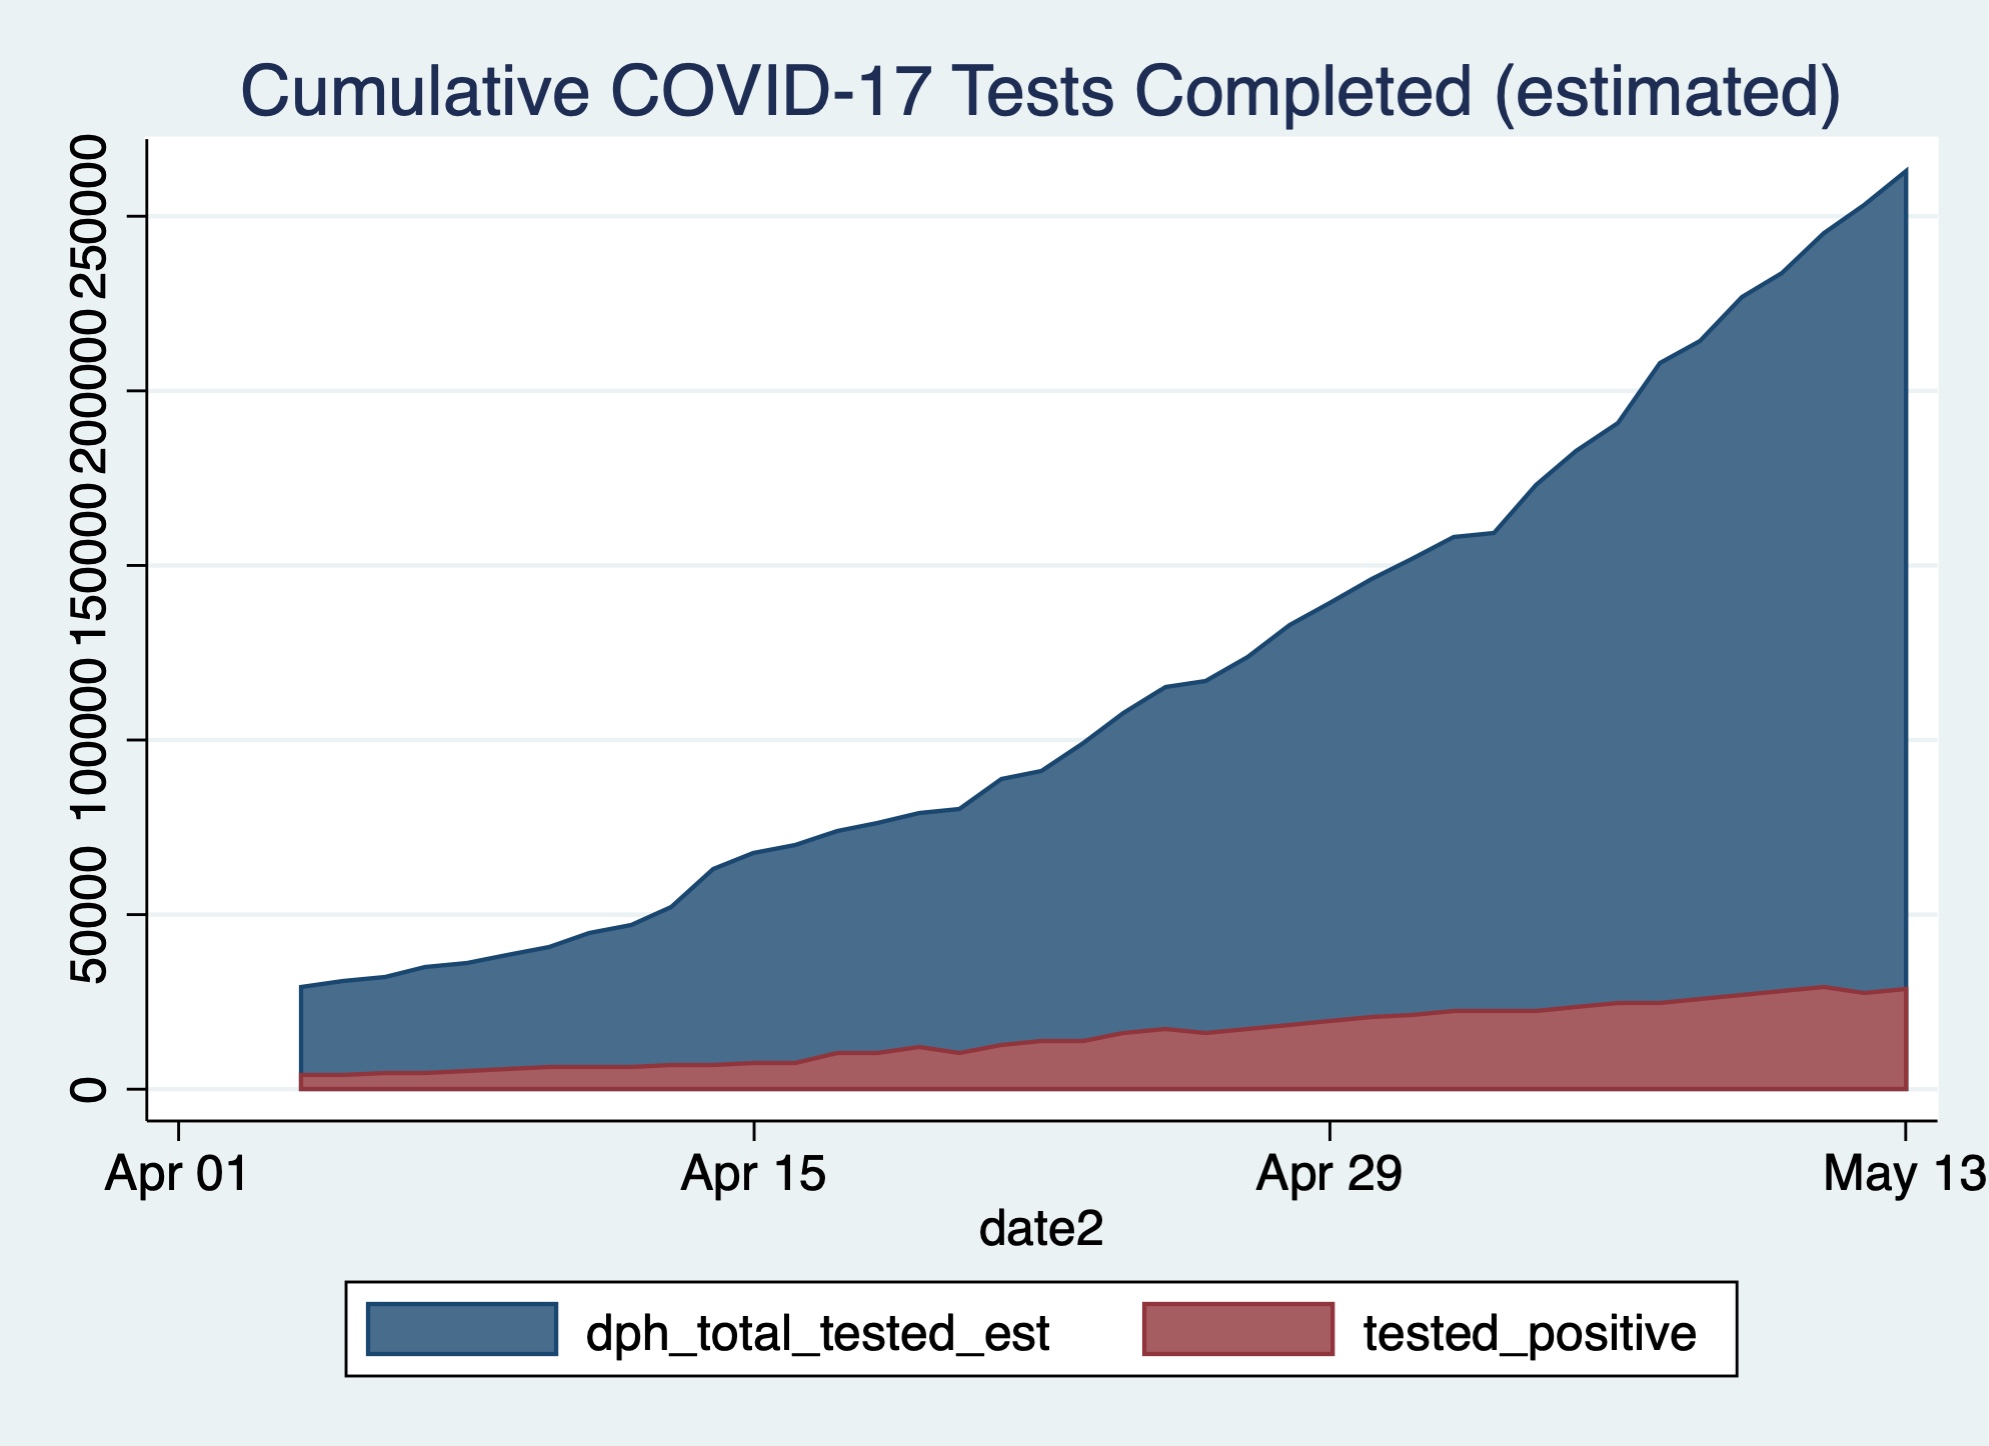 Cumulative COVID-17 Tests Completed (estimated)
250000
200000
150000
100000
50000
0
Apr 01 Apr 15 Apr 29 May 13
date2
dph_total_tested_est tested_positive